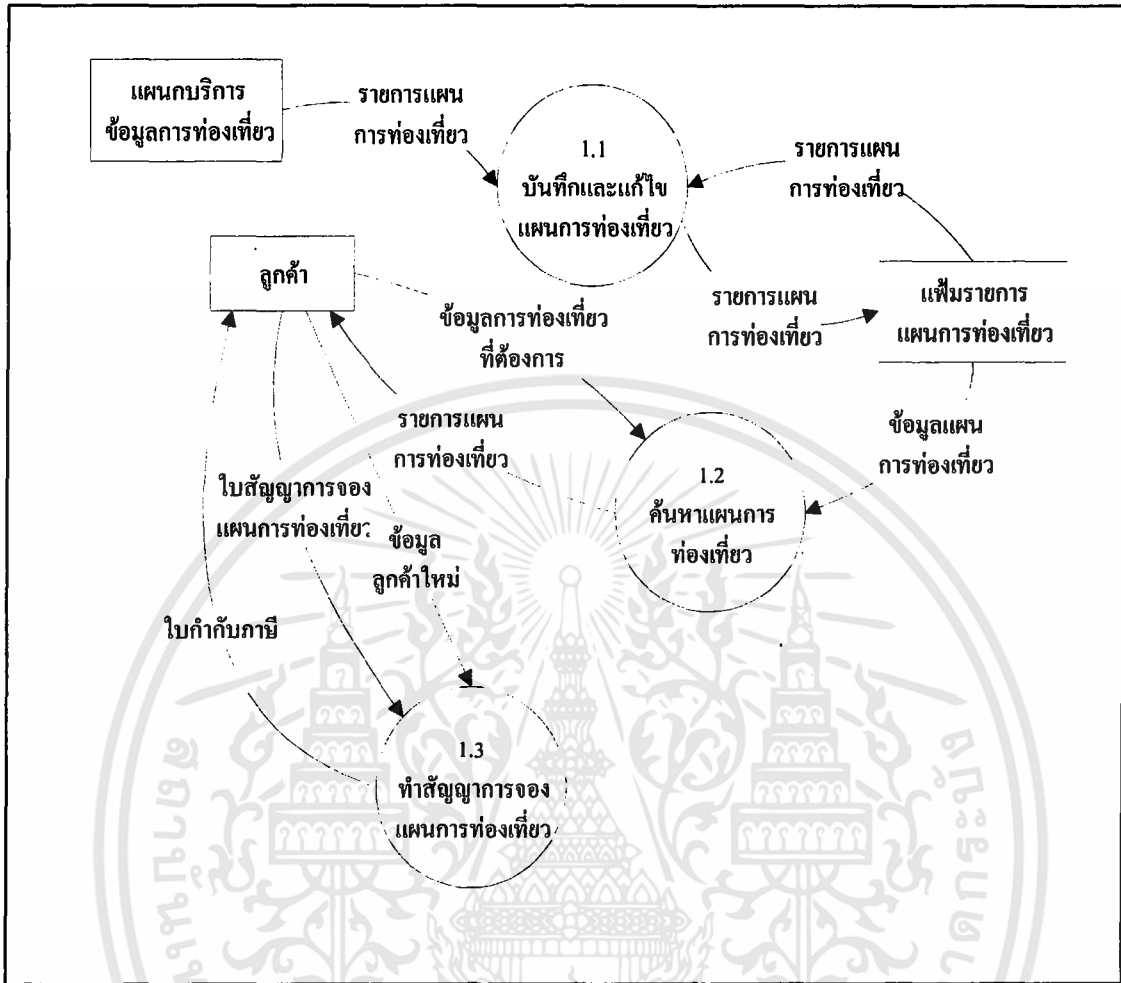 แผนกบริการ
ข้อมูลการท่องเที่ยว
รายการแผน
การท่องเที่ยว
1.1
บันทึกและแก้ไข
แผนการท่องเที่ยว
รายการแผน
การท่องเที่ยว
ลูกค้า
ข้อมูลการท่องเที่ยว
ที่ต้องการ
รายการแผน
การท่องเที่ยว
แฟ้มรายการ
แผนการท่องเที่ยว
รายการแผน
การท่องเที่ยว
ข้อมูลแผน
การท่องเที่ยว
1.2
ค้นหาแผนการ
ท่องเที่ยว
ใบสัญญาการจอง
แผนการท่องเที่ยว
ข้อมูล
ลูกค้าใหม่
ใบกำกับภาษี
1.3
ทำสัญญาการจอง
แผนการท่องเที่ยว